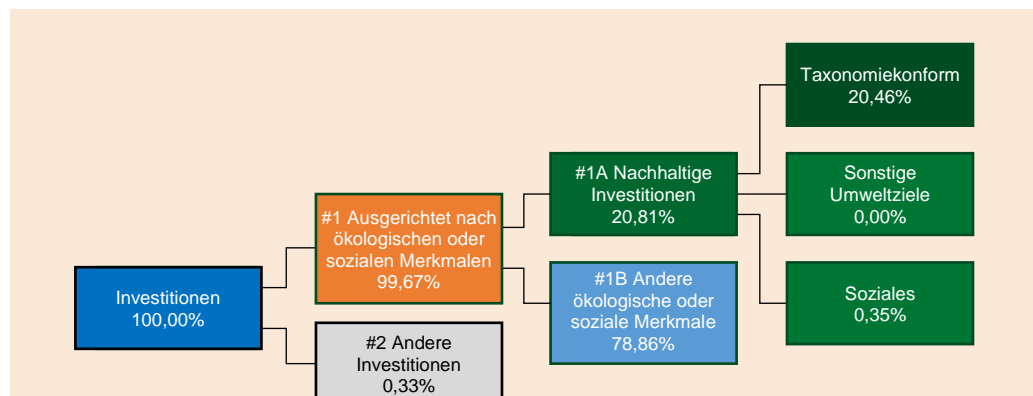 Investitionen
100,00%
#1 Ausgerichtet nach
ökologischen oder
sozialen Merkmalen
99,67%
#2 Andere
Investitionen
0,33%
#1A Nachhaltige
Investitionen
20,81%
#1B Andere
ökologische oder
soziale Merkmale
78,86%
Taxonomiekonform
20,46%
Sonstige
Umweltziele
0,00%
Soziales
0,35%